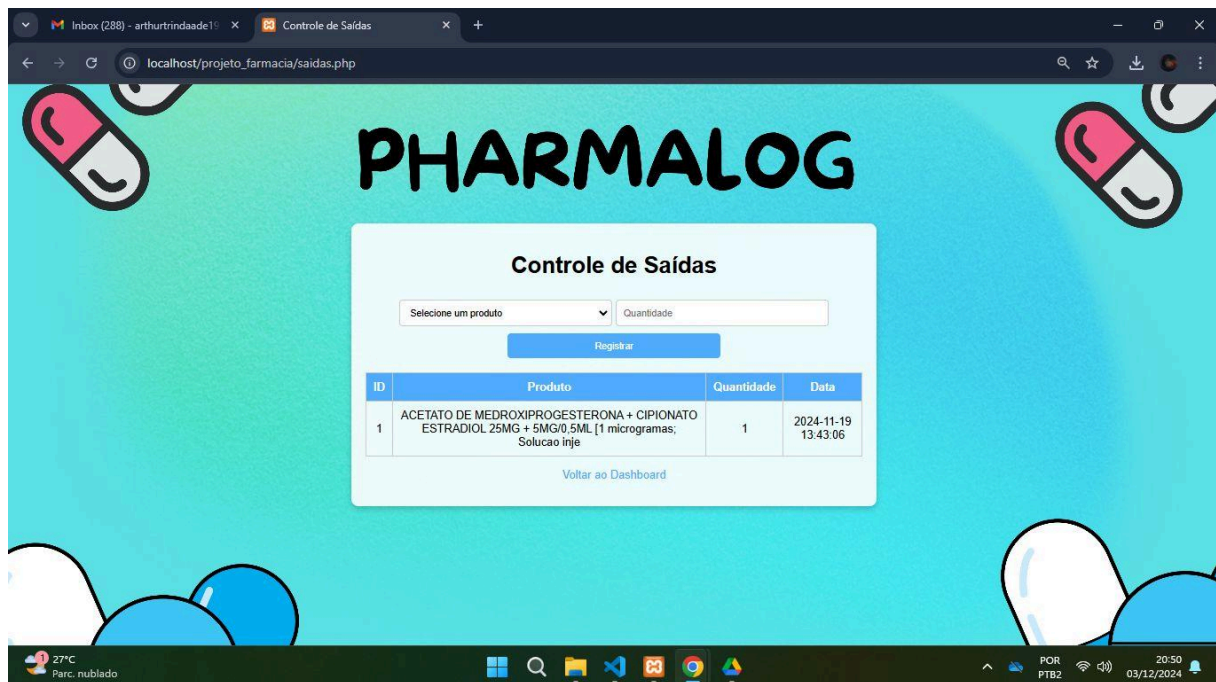 Inbox (288) - arthurtrindaade19
Controle de Saídas
localhost/projeto_farmacia/saidas.php
PHARMALOG
Controle de Saídas
Selecione um produto
Quantidade
Registrar
ID Produto Quantidade Data
1 ACETATO DE MEDROXIPROGESTERONA + CIPIONATO
ESTRADIOL 25MG + 5MG/0,5ML [1 microgramas;
Solucao inje
1
2024-11-19
13:43:06
Voltar ao Dashboard
1
27°C
Parc. nublado
POR
PTB2
20:50
03/12/2024